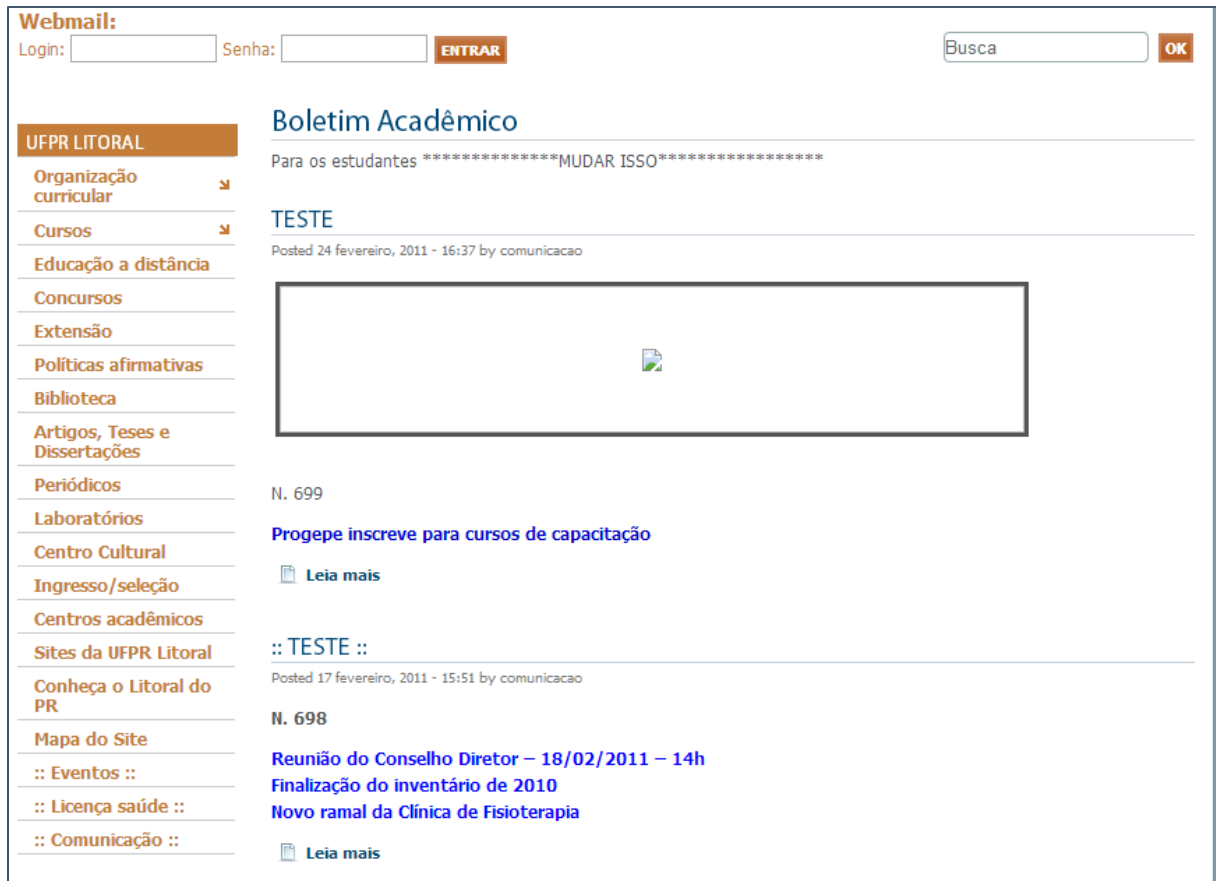 Webmail:
Login: Senha: ENTRAR
Busca OK
UFPR LITORAL
Organização
curricular
Cursos
Educação a distância
Concursos
Extensão
Políticas afirmativas
Biblioteca
Artigos, Teses e
Dissertações
Periódicos
Laboratórios
Centro Cultural
Ingresso/seleção
Centros acadêmicos
Sites da UFPR Litoral
Conheça o Litoral do
PR
Mapa do Site
:: Eventos ::
:: Licença saúde ::
:: Comunicação ::
Boletim Acadêmico
Para os estudantes **************MUDAR ISSO*****************
TESTE
Posted 24 fevereiro, 2011 - 16:37 by comunicacao
N. 699
Progepe inscreve para cursos de capacitação
Leia mais
:: TESTE ::
Posted 17 fevereiro, 2011 - 15:51 by comunicacao
N. 698
Reunião do Conselho Diretor – 18/02/2011 – 14h
Finalização do inventário de 2010
Novo ramal da Clínica de Fisioterapia
Leia mais